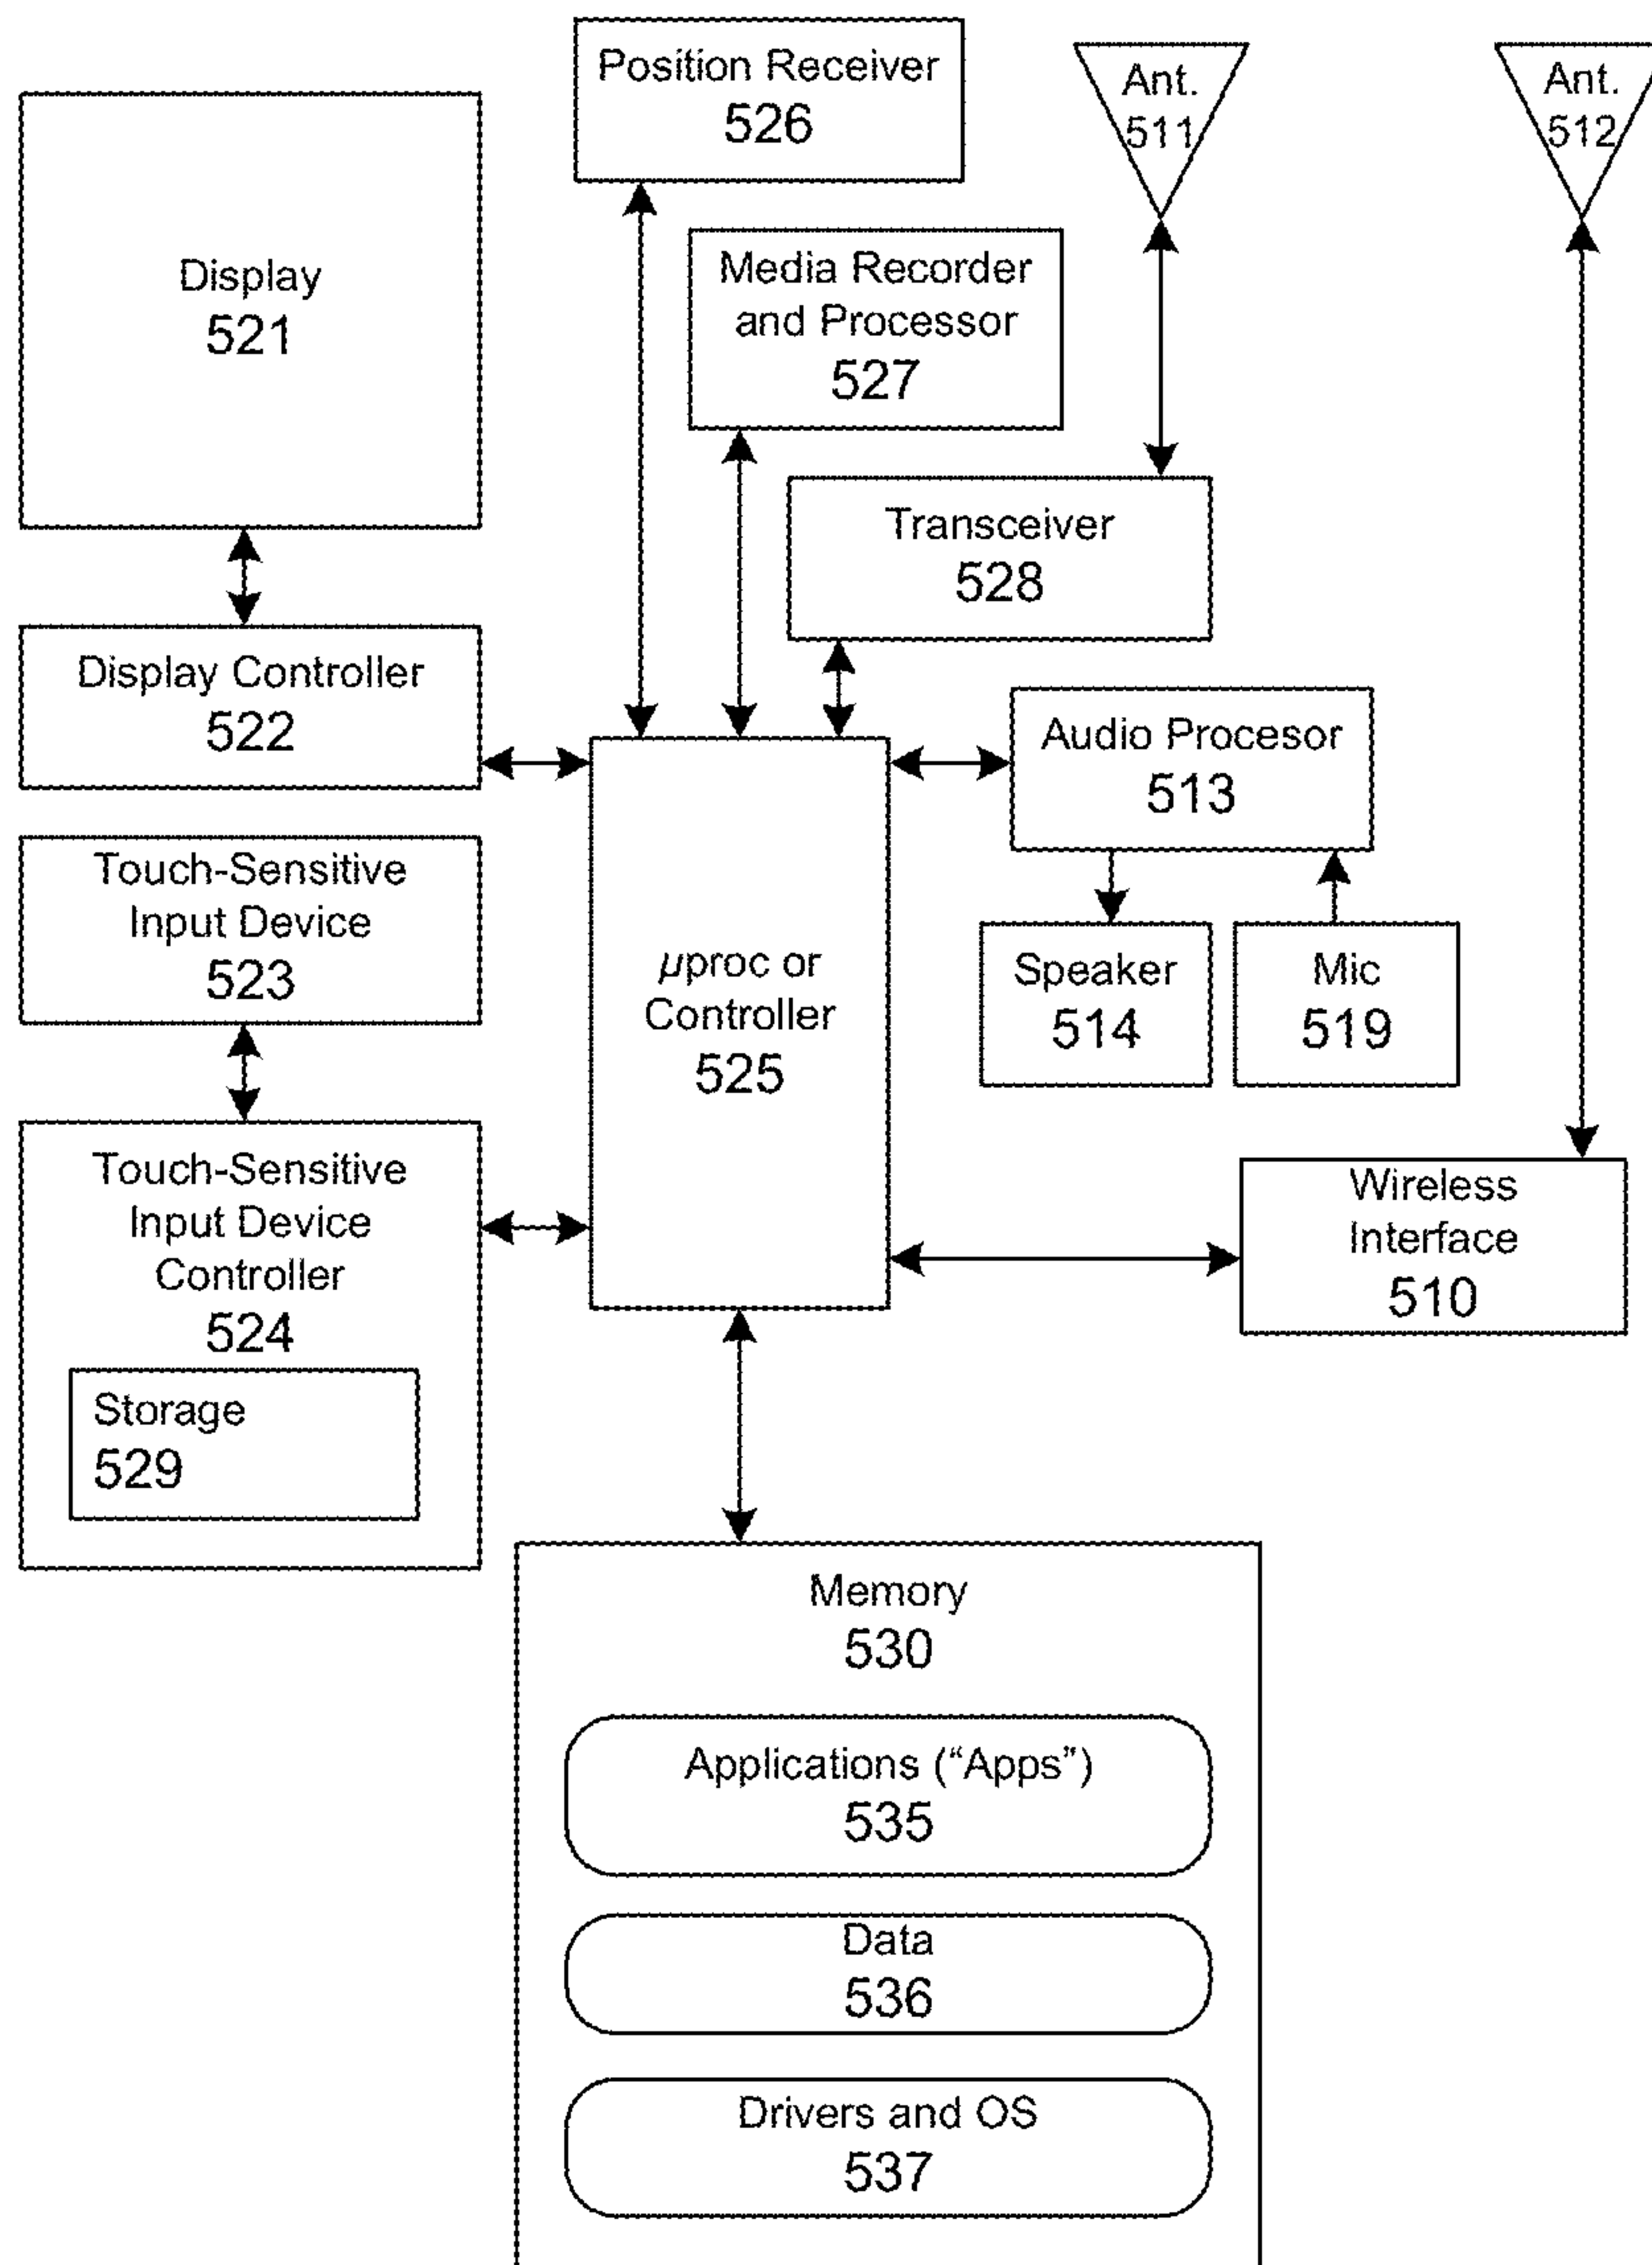 Position Receiver
526
Ant.
511
Ant.
512
Display
521
Media Recorder
and Processor
527
Transceiver
528
Display Controller
522
Audio Procesor
513
Touch-Sensitive
Input Device
523
µproc or
Controller
525
Speaker
514
Mic
519
Touch-Sensitive
Input Device
Controller
524
Storage
529
Wireless
Interface
510
Memory
530
Applications (“Apps”)
535
Data
536
Drivers and OS
537